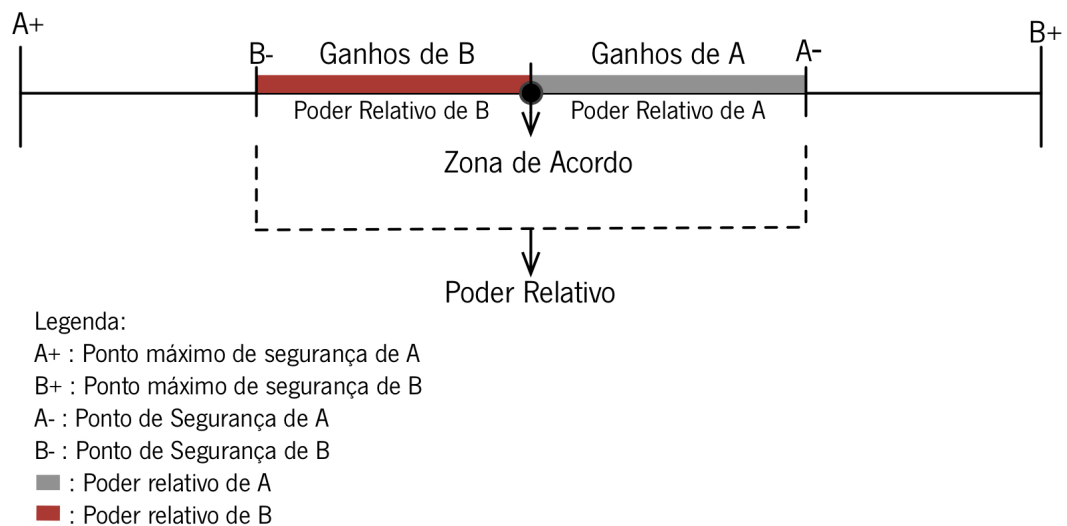 A+
B+
B-
Ganhos de B
Ganhos de A
A-
Poder Relativo de B
Poder Relativo de A
Zona de Acordo
Poder Relativo
Legenda:
A+ : Ponto máximo de segurança de A
B+ : Ponto máximo de segurança de B
A- : Ponto de Segurança de A
B- : Ponto de Segurança de B
: Poder relativo de A
: Poder relativo de B